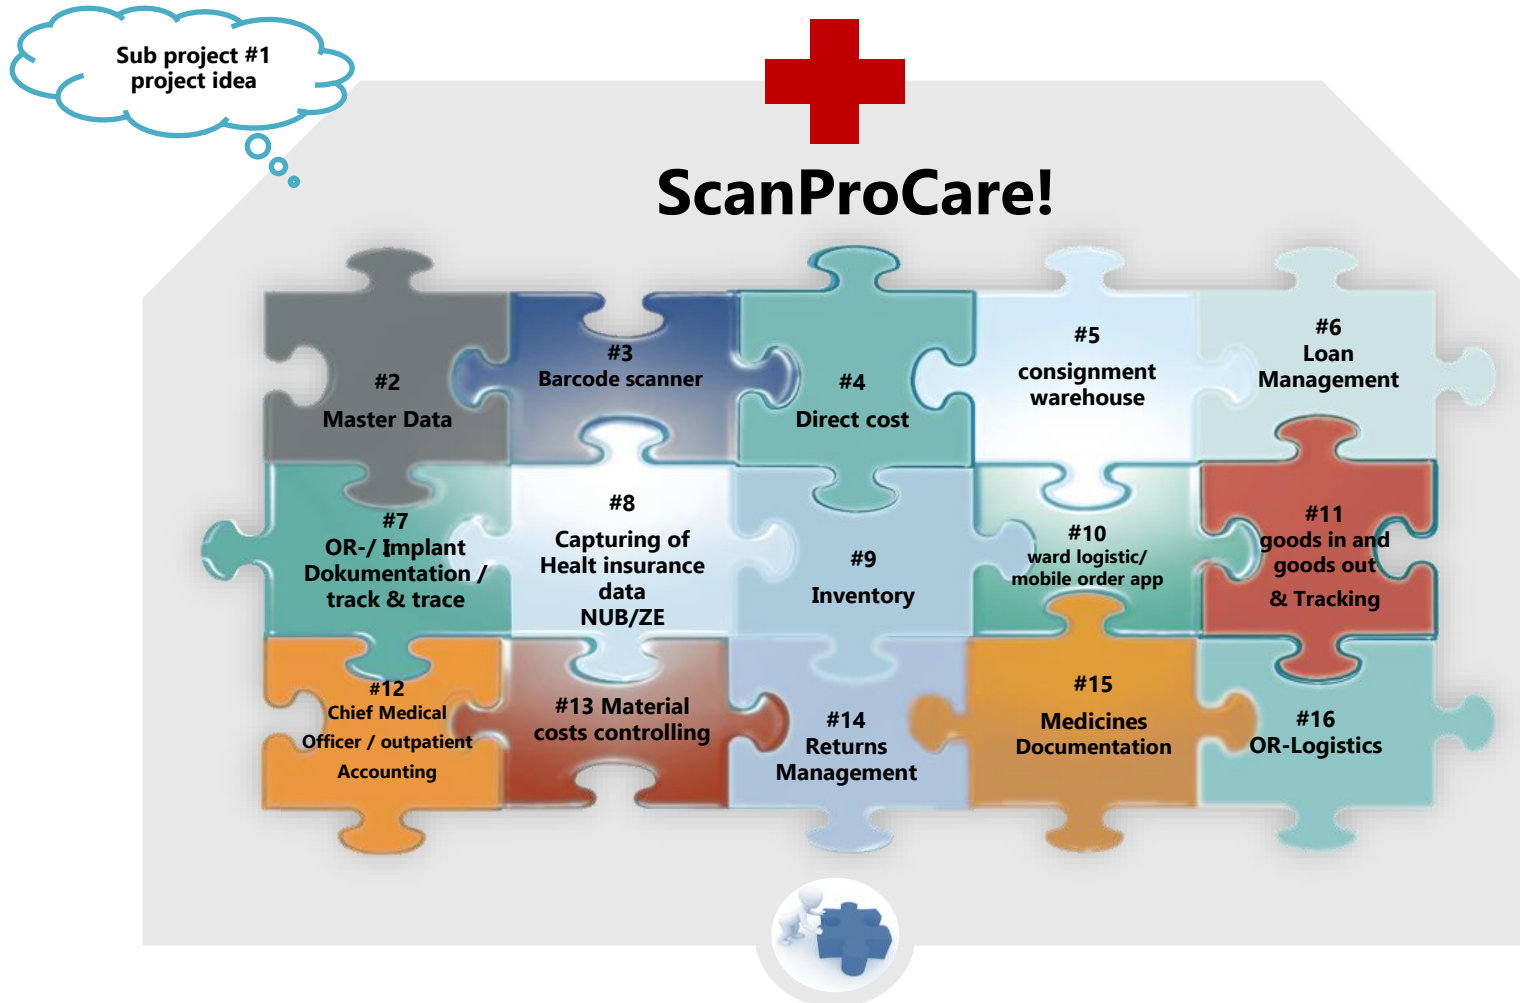 Sub project #1
project idea
ScanProCare!
#2
Master Data
#3
Barcode scanner
#4
Direct cost
#5
consignment
warehouse
#6
Loan
Management
#7
OR-/ Implant
Dokumentation /
track & trace
#8
Capturing of
Healt insurance
data
NUB/ZE
#9
Inventory
#10
ward logistic/
mobile order app
#11
goods in and
goods out
& Tracking
#12
Chief Medical
Officer / outpatient
Accounting
#13 Material
costs controlling
#14
Returns
Management
#15
Medicines
Documentation
#16
OR-Logistics